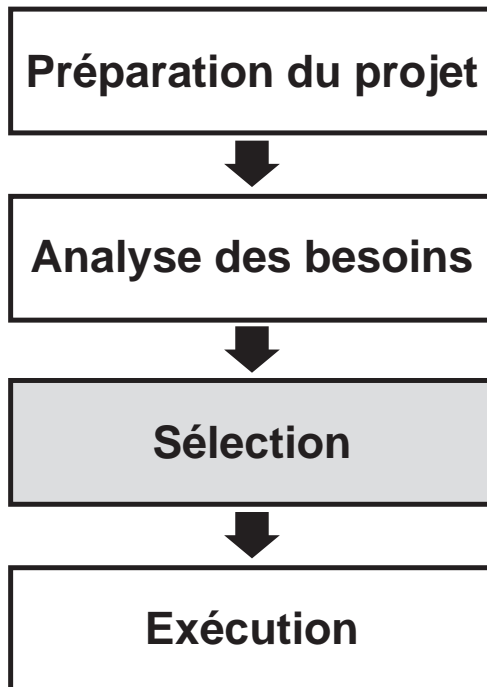 Préparation du projet
Analyse des besoins
Sélection
Exécution